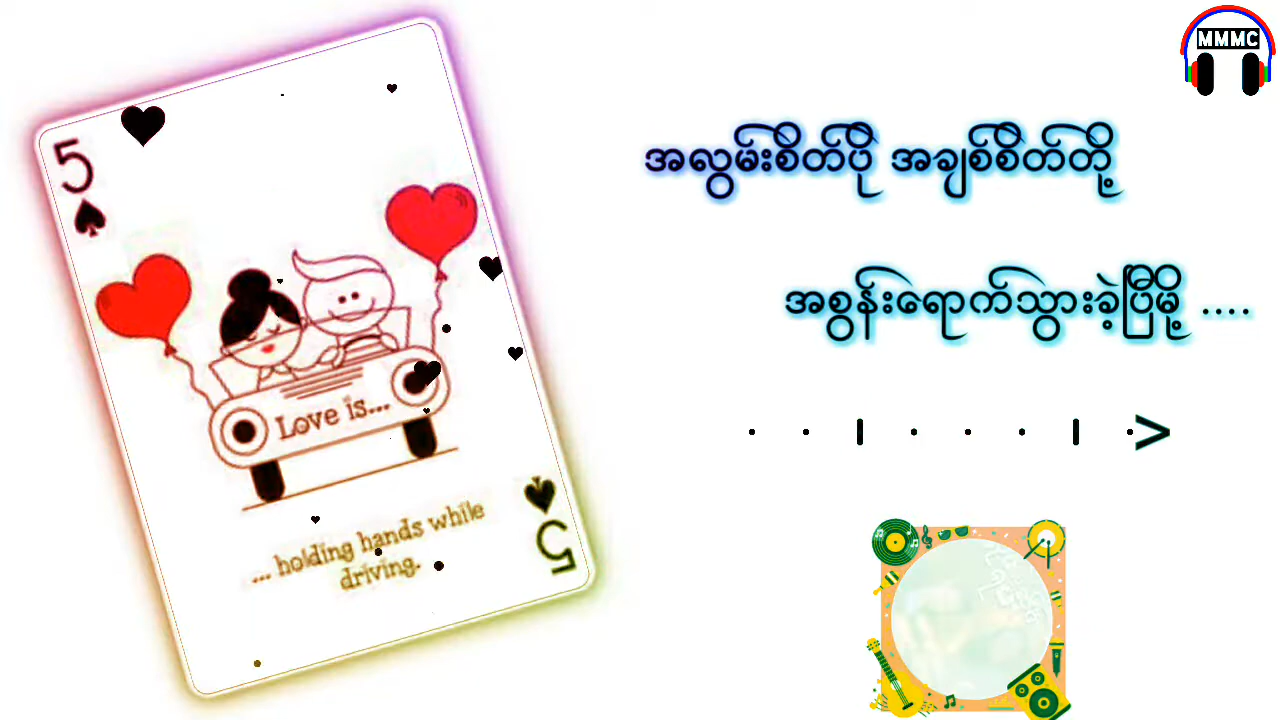 MMMC
5
အလွမ်းစိတ်ပို အချစ်စိတ်တို့
အစွန်းရောက်သွားခဲ့ပြီမို့ ....
Love is...
... holding hands while
driving.
5